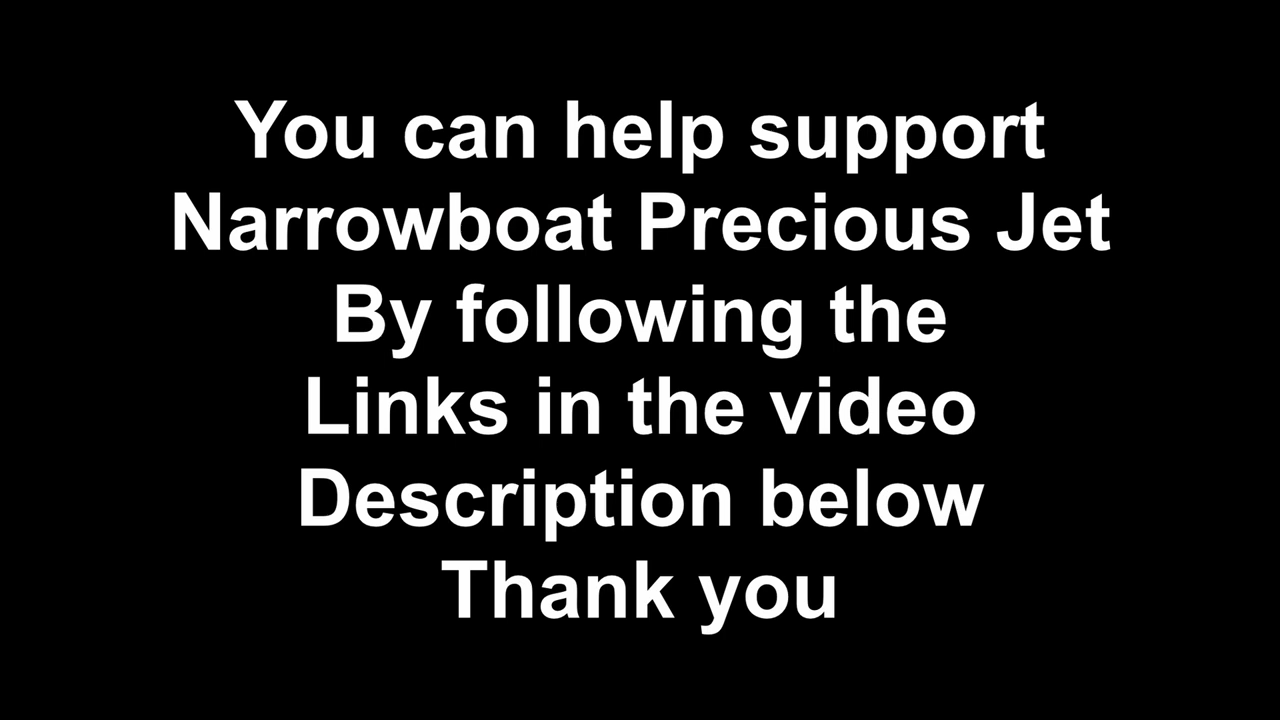 You can help support
Narrowboat Precious Jet
By following the
Links in the video
Description below
Thank you